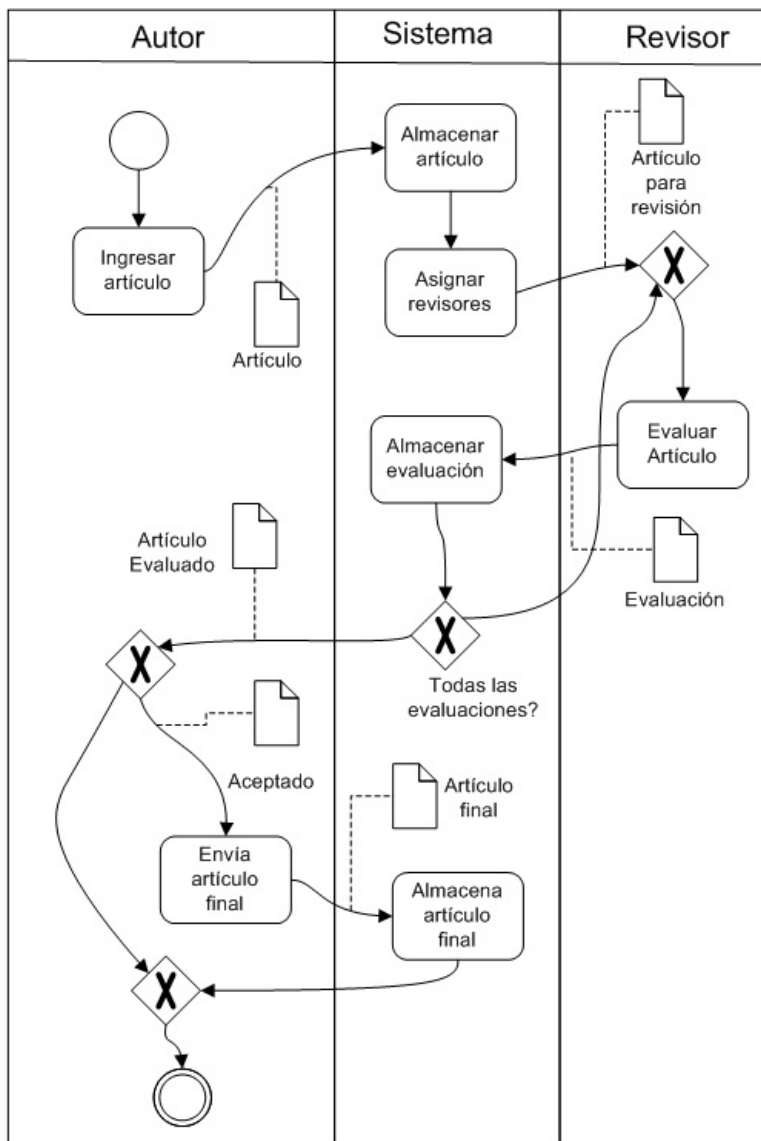 Autor
Sistema
Revisor
Almacenar
artículo
Artículo
para
revisión
Ingresar
artículo
Asignar
revisores
Artículo
Almacenar
evaluación
Evaluar
Artículo
Artículo
Evaluado
Evaluación
Todas las
evaluaciones?
Aceptado
Artículo
final
Envía
artículo
final
Almacena
artículo
final